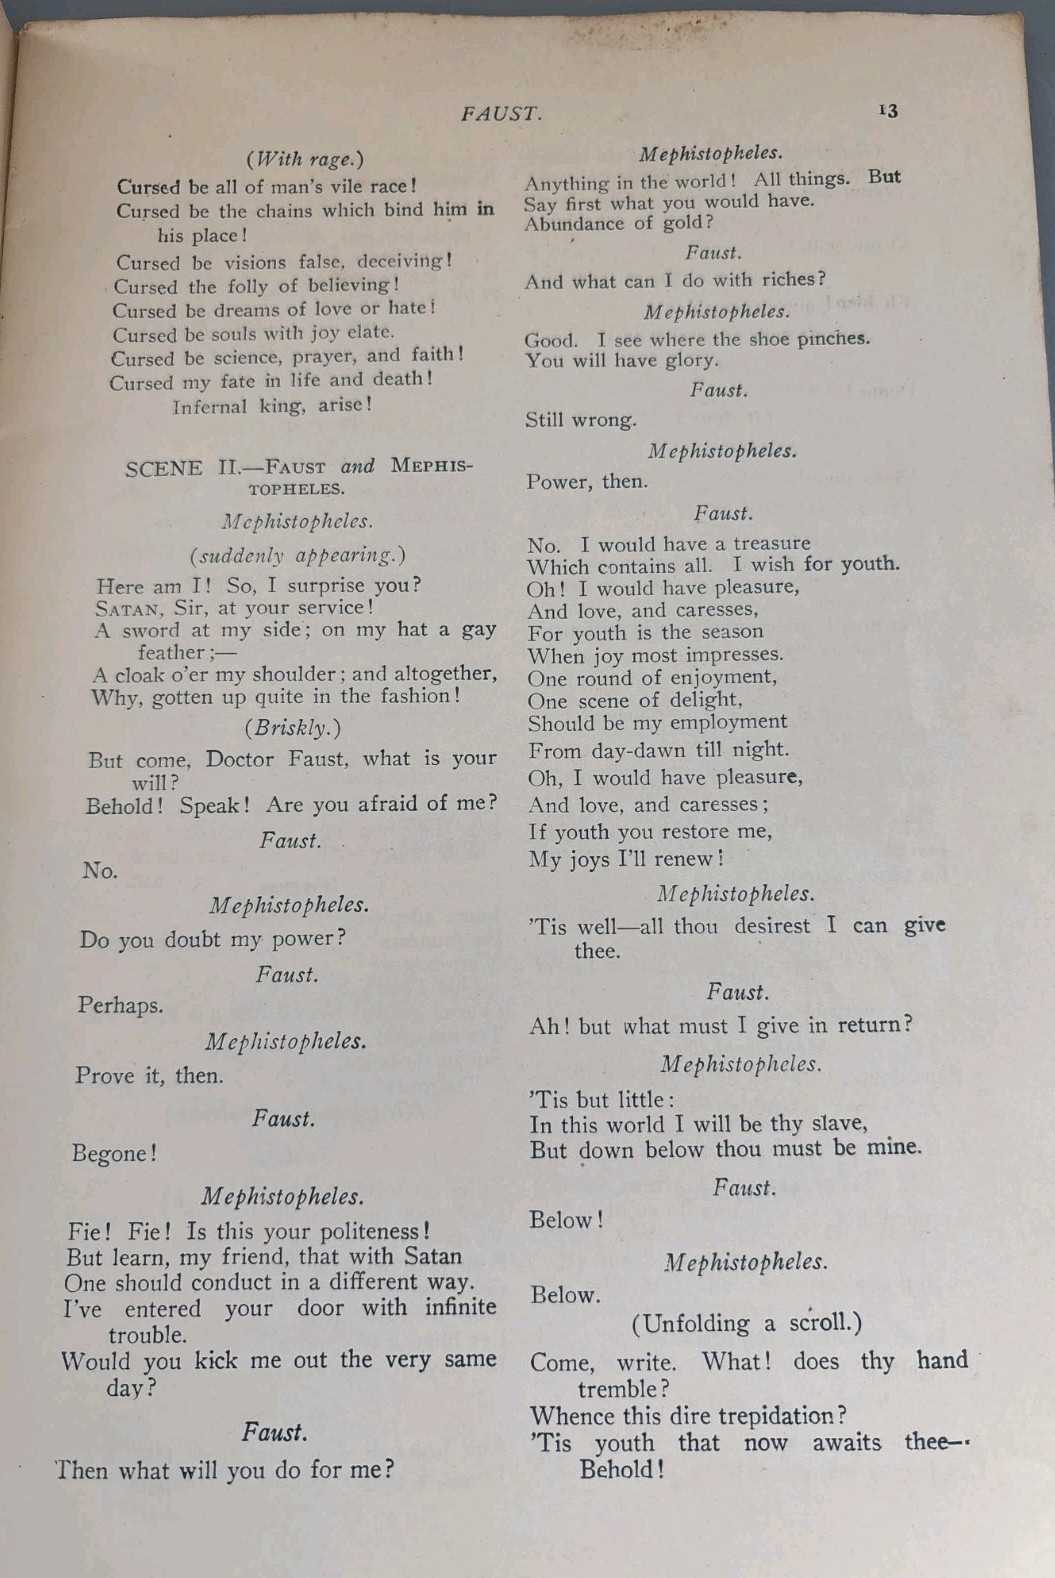 FAUST. 13
(With rage.)
Cursed be all of man's vile race!
Cursed be the chains which bind him in
his place!
Cursed be visions false, deceiving!
Cursed the folly of believing!
Cursed be dreams of love or hate!
Cursed be souls with joy elate.
Cursed be science, prayer, and faith!
Cursed my fate in life and death!
Infernal king, arise!
SCENE II.—FAUST and MEPHIS-
TOPHELES.
Mephistopheles.
(suddenly appearing.)
Here am I! So, I surprise you?
SATAN, Sir, at your service!
A sword at my side; on my hat a gay
feather;—
A cloak o'er my shoulder; and altogether,
Why, gotten up quite in the fashion!
(Briskly.)
But come, Doctor Faust, what is your
will?
Behold! Speak! Are you afraid of me?
Faust.
No.
Mephistopheles.
Do you doubt my power?
Faust.
Perhaps.
Mephistopheles.
Prove it, then.
Faust.
Begone!
Mephistopheles.
Fie! Fie! Is this your politeness!
But learn, my friend, that with Satan
One should conduct in a different way.
I've entered your door with infinite
trouble.
Would you kick me out the very same
day?
Faust.
Then what will you do for me?
Mephistopheles.
Anything in the world! All things. But
Say first what you would have.
Abundance of gold?
Faust.
And what can I do with riches?
Mephistopheles.
Good. I see where the shoe pinches.
You will have glory.
Faust.
Still wrong.
Mephistopheles.
Power, then.
Faust.
No. I would have a treasure
Which contains all. I wish for youth.
Oh! I would have pleasure,
And love, and caresses,
For youth is the season
When joy most impresses.
One round of enjoyment,
One scene of delight,
Should be my employment
From day-dawn till night.
Oh, I would have pleasure,
And love, and caresses;
If youth you restore me,
My joys I'll renew!
Mephistopheles.
'Tis well—all thou desirest I can give
thee.
Faust.
Ah! but what must I give in return?
Mephistopheles.
'Tis but little:
In this world I will be thy slave,
But down below thou must be mine.
Faust.
Below!
Mephistopheles.
Below.
(Unfolding a scroll.)
Come, write. What! does thy hand
tremble?
Whence this dire trepidation?
'Tis youth that now awaits thee—
Behold!